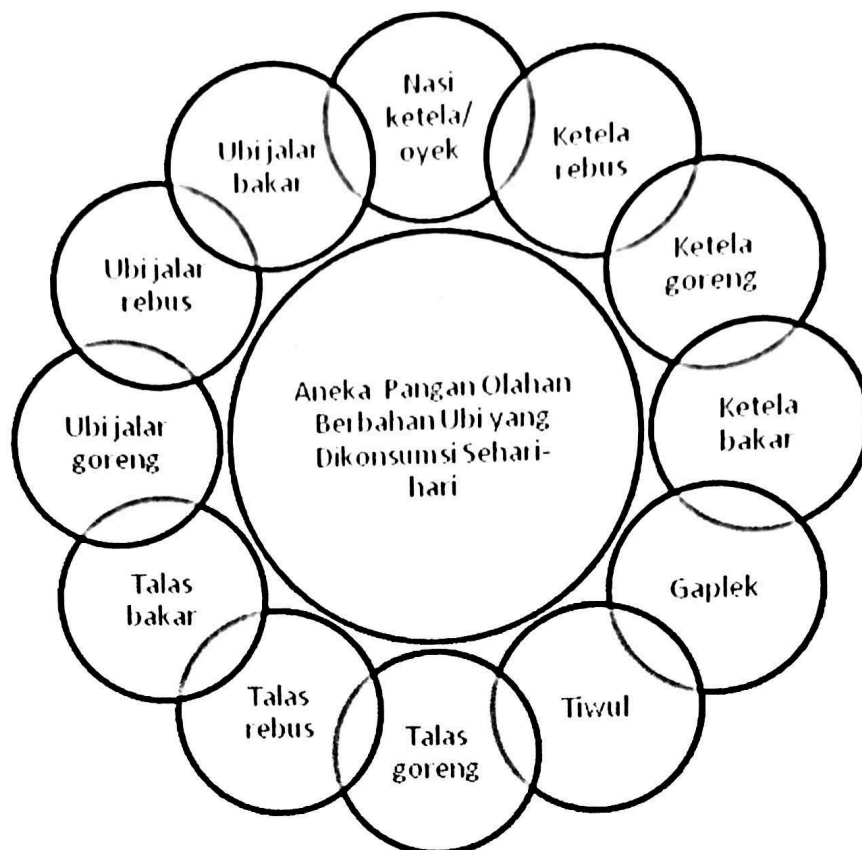 Nasi
ketela/
oyek
Ketela
rebus
Ketela
goreng
Ketela
bakar
Gaplek
Tiwul
Talas
goreng
Talas
rebus
Talas
bakar
Ubi jalar
goreng
Ubi jalar
rebus
Ubi jalar
bakar
Aneka Pangan Olahan
Berbahan Ubi yang
Dikonsumsi Sehari-
hari